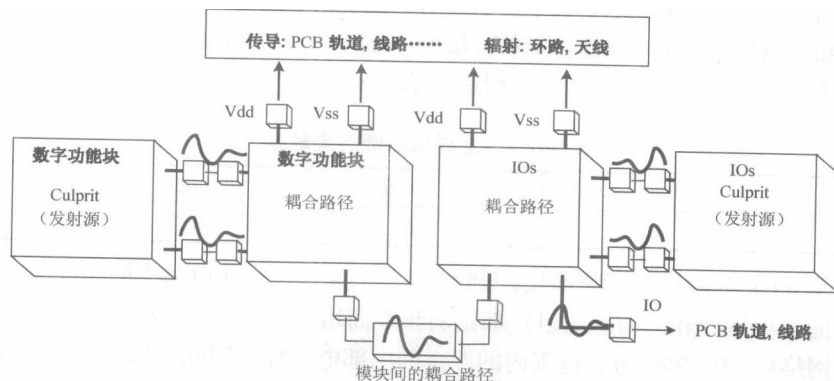 传导: PCB 轨道, 线路······ 辐射: 环路, 天线
Vdd Vss Vdd Vss
数字功能块 数字功能块 IOs IOs
Culprit 耦合路径 耦合路径 Culprit
(发射源) (发射源)
IO
PCB 轨道, 线路
模块间的耦合路径